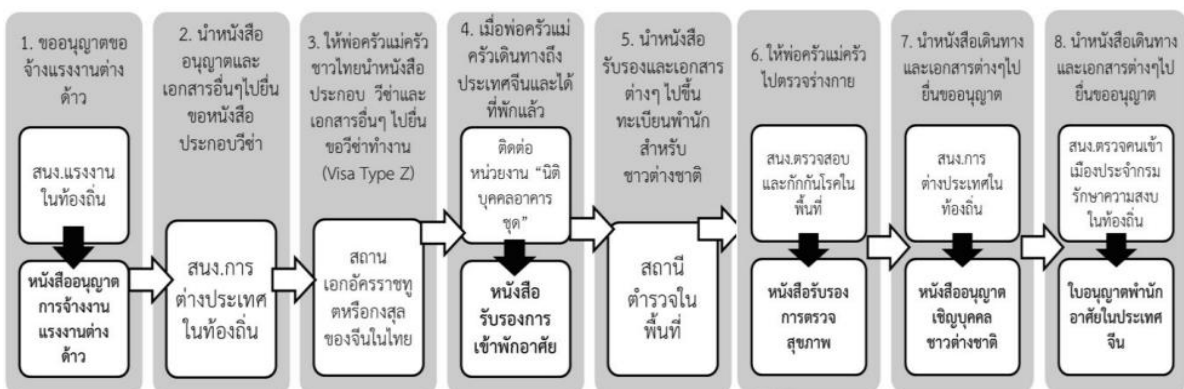 1. ขออนุญาตขอ
จ้างแรงงานต่าง
ด้าว
สนง.แรงงาน
ในท้องถิ่น
หนังสืออนุญาต
การจ้างงาน
แรงงานต่าง
ด้าว
2. นำหนังสือ
อนุญาตและ
เอกสารอื่นๆไปยื่น
ขอหนังสือ
ประกอบวีซ่า
สนง.การ
ต่างประเทศ
ในท้องถิ่น
3. ให้พ่อครัวแม่ครัว
ชาวไทยนำหนังสือ
ประกอบ วีซ่าและ
เอกสารอื่นๆ ไปยื่น
ขอวีซ่าทำงาน
(Visa Type Z)
สถาน
เอกอัครราชทู
ตหรือกงสุล
ของจีนในไทย
4. เมื่อพ่อครัวแม่
ครัวเดินทางถึง
ประเทศจีนและได้
ที่พักแล้ว
ติดต่อ
หน่วยงาน “นิติ
บุคคลอาคาร
ชุด”
หนังสือ
รับรองการ
เข้าพักอาศัย
5. นำหนังสือ
รับรองและเอกสาร
ต่างๆ ไปขึ้น
ทะเบียนพำนัก
สำหรับ
ชาวต่างชาติ
สถานี
ตำรวจใน
พื้นที่
6. ให้พ่อครัวแม่ครัว
ไปตรวจร่างกาย
สนง.ตรวจสอบ
และกักกันโรคใน
พื้นที่
หนังสือรับรอง
การตรวจ
สุขภาพ
7. นำหนังสือเดินทาง
และเอกสารต่างๆไป
ยื่นขออนุญาต
สนง.การ
ต่างประเทศใน
ท้องถิ่น
หนังสืออนุญาต
เชิญบุคคล
ชาวต่างชาติ
8. นำหนังสือเดินทาง
และเอกสารต่างๆไป
ยื่นขออนุญาต
สนง.ตรวจคนเข้า
เมืองประจำกรม
รักษาความสงบ
ในท้องถิ่น
ใบอนุญาตพำนัก
อาศัยในประเทศ
จีน